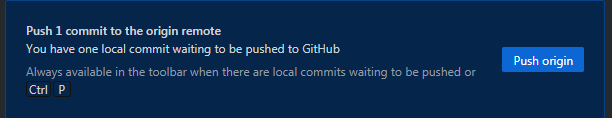 Push 1 commit to the origin remote
You have one local commit waiting to be pushed to GitHub
Always available in the toolbar when there are local commits waiting to be pushed or
Ctrl P
Push origin